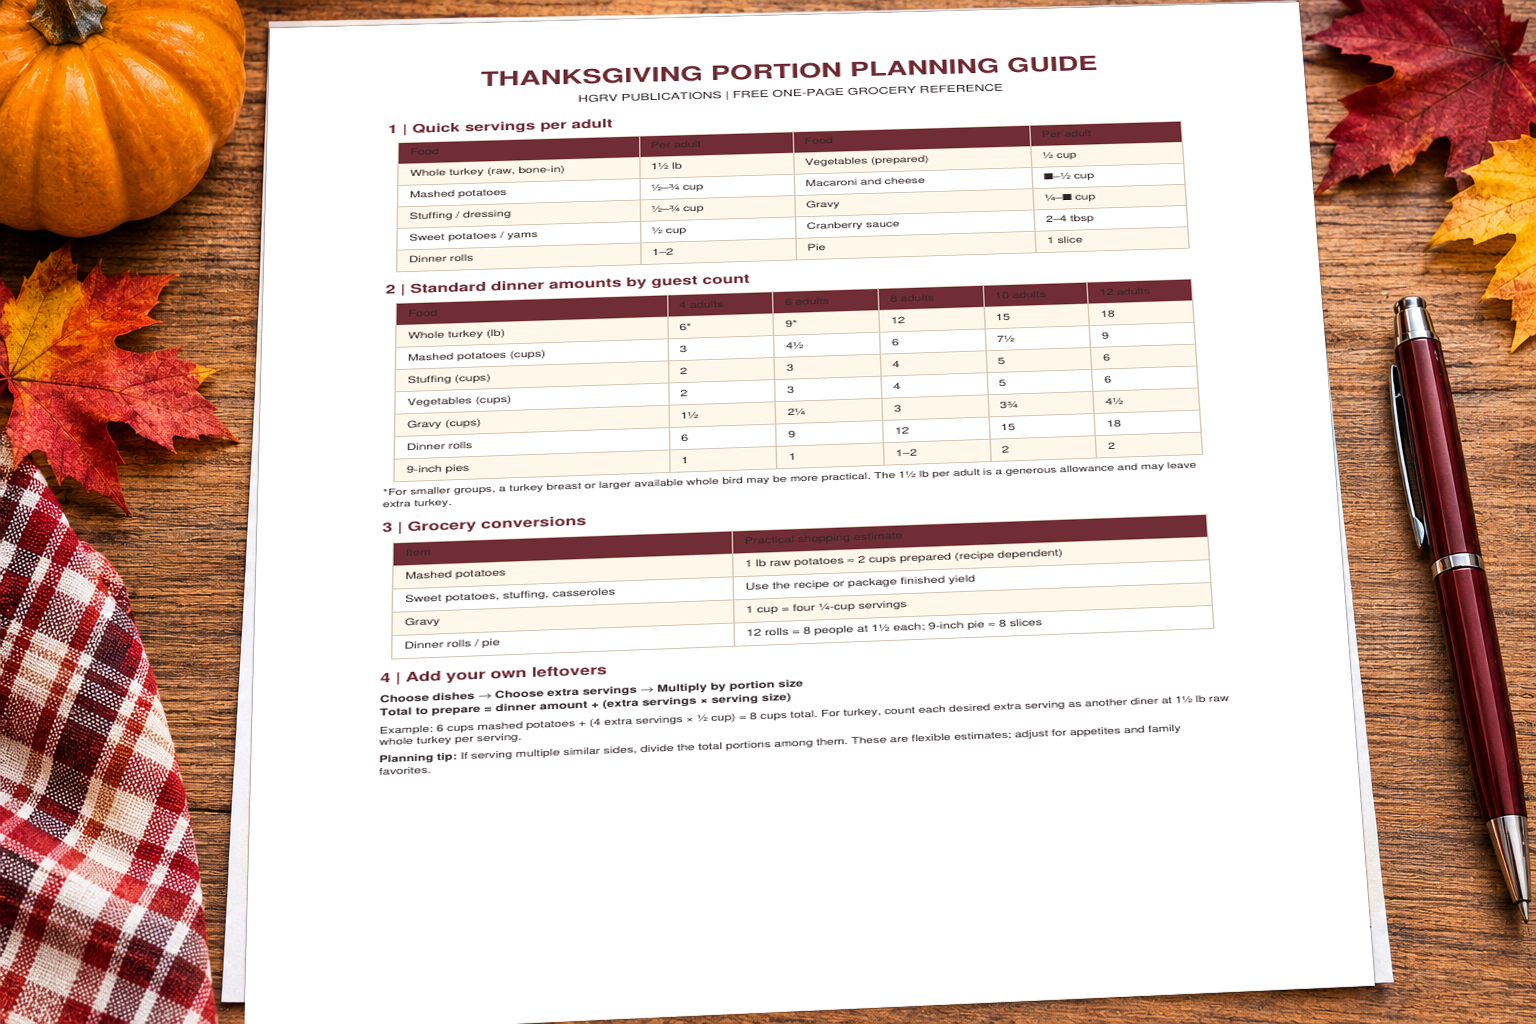 THANKSGIVING PORTION PLANNING GUIDE
HGRV PUBLICATIONS | FREE ONE-PAGE GROCERY REFERENCE
1 | Quick servings per adult
Food Per adult Food Per adult
Whole turkey (raw, bone-in) 1½ lb Vegetables (prepared) ½ cup
Mashed potatoes ½–¾ cup Macaroni and cheese ■–½ cup
Stuffing / dressing ½–¾ cup Gravy ¼–■ cup
Sweet potatoes / yams ½ cup Cranberry sauce 2–4 tbsp
Dinner rolls 1–2 Pie 1 slice
2 | Standard dinner amounts by guest count
Food 4 adults 6 adults 8 adults 10 adults 12 adults
Whole turkey (lb) 6* 9* 12 15 18
Mashed potatoes (cups) 3 4½ 6 7½ 9
Stuffing (cups) 2 3 4 5 6
Vegetables (cups) 2 3 4 5 6
Gravy (cups) 1½ 2¼ 3 3¾ 4½
Dinner rolls 6 9 12 15 18
9-inch pies 1 1 1–2 2 2
*For smaller groups, a turkey breast or larger available whole bird may be more practical. The 1½ lb per adult is a generous allowance and may leave
extra turkey.
3 | Grocery conversions
Item Practical shopping estimate
Mashed potatoes 1 lb raw potatoes ≈ 2 cups prepared (recipe dependent)
Sweet potatoes, stuffing, casseroles Use the recipe or package finished yield
Gravy 1 cup = four ¼-cup servings
Dinner rolls / pie 12 rolls = 8 people at 1½ each; 9-inch pie ≈ 8 slices
4 | Add your own leftovers
Choose dishes → Choose extra servings → Multiply by portion size
Total to prepare = dinner amount + (extra servings × serving size)
Example: 6 cups mashed potatoes + (4 extra servings × ½ cup) = 8 cups total. For turkey, count each desired extra serving as another diner at 1½ lb raw
whole turkey per serving.
Planning tip: If serving multiple similar sides, divide the total portions among them. These are flexible estimates; adjust for appetites and family
favorites.